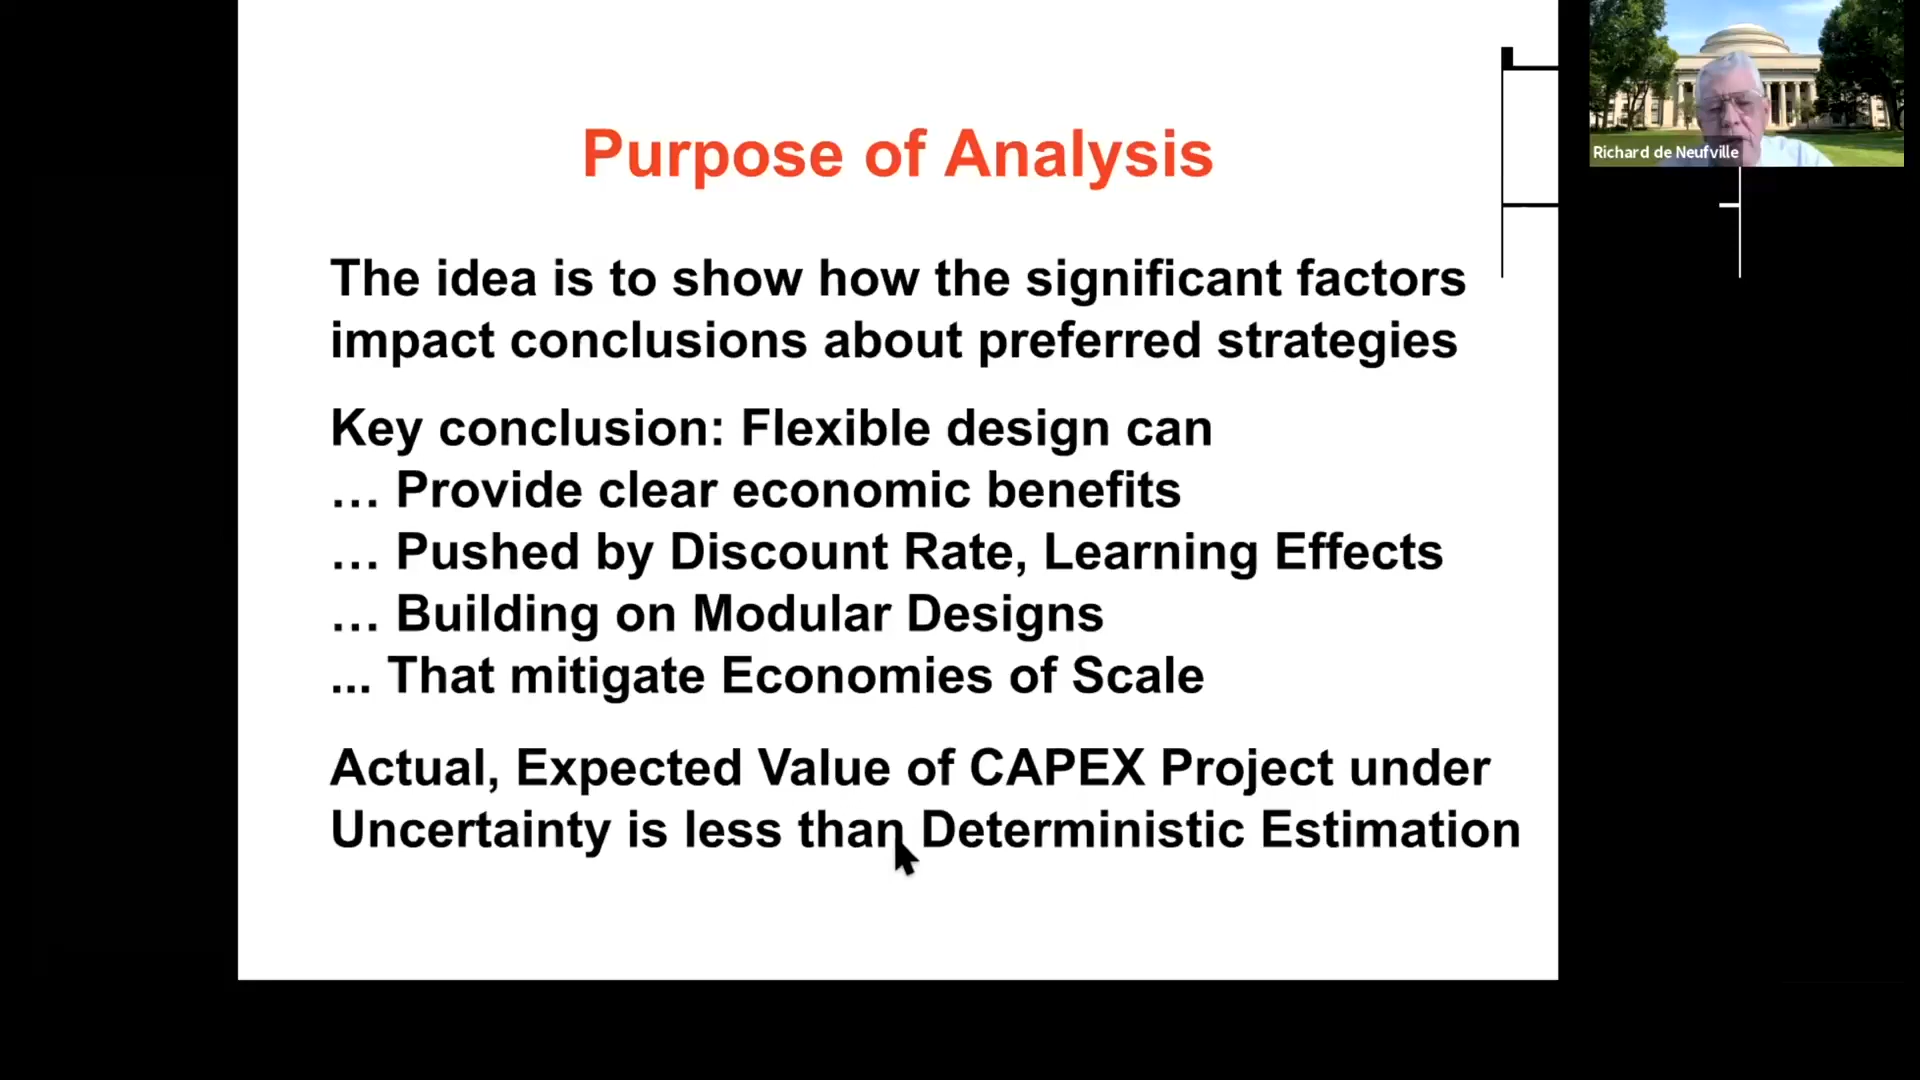 Purpose of Analysis
Richard de Neufville
The idea is to show how the significant factors
impact conclusions about preferred strategies
Key conclusion: Flexible design can
… Provide clear economic benefits
… Pushed by Discount Rate, Learning Effects
… Building on Modular Designs
... That mitigate Economies of Scale
Actual, Expected Value of CAPEX Project under
Uncertainty is less than Deterministic Estimation